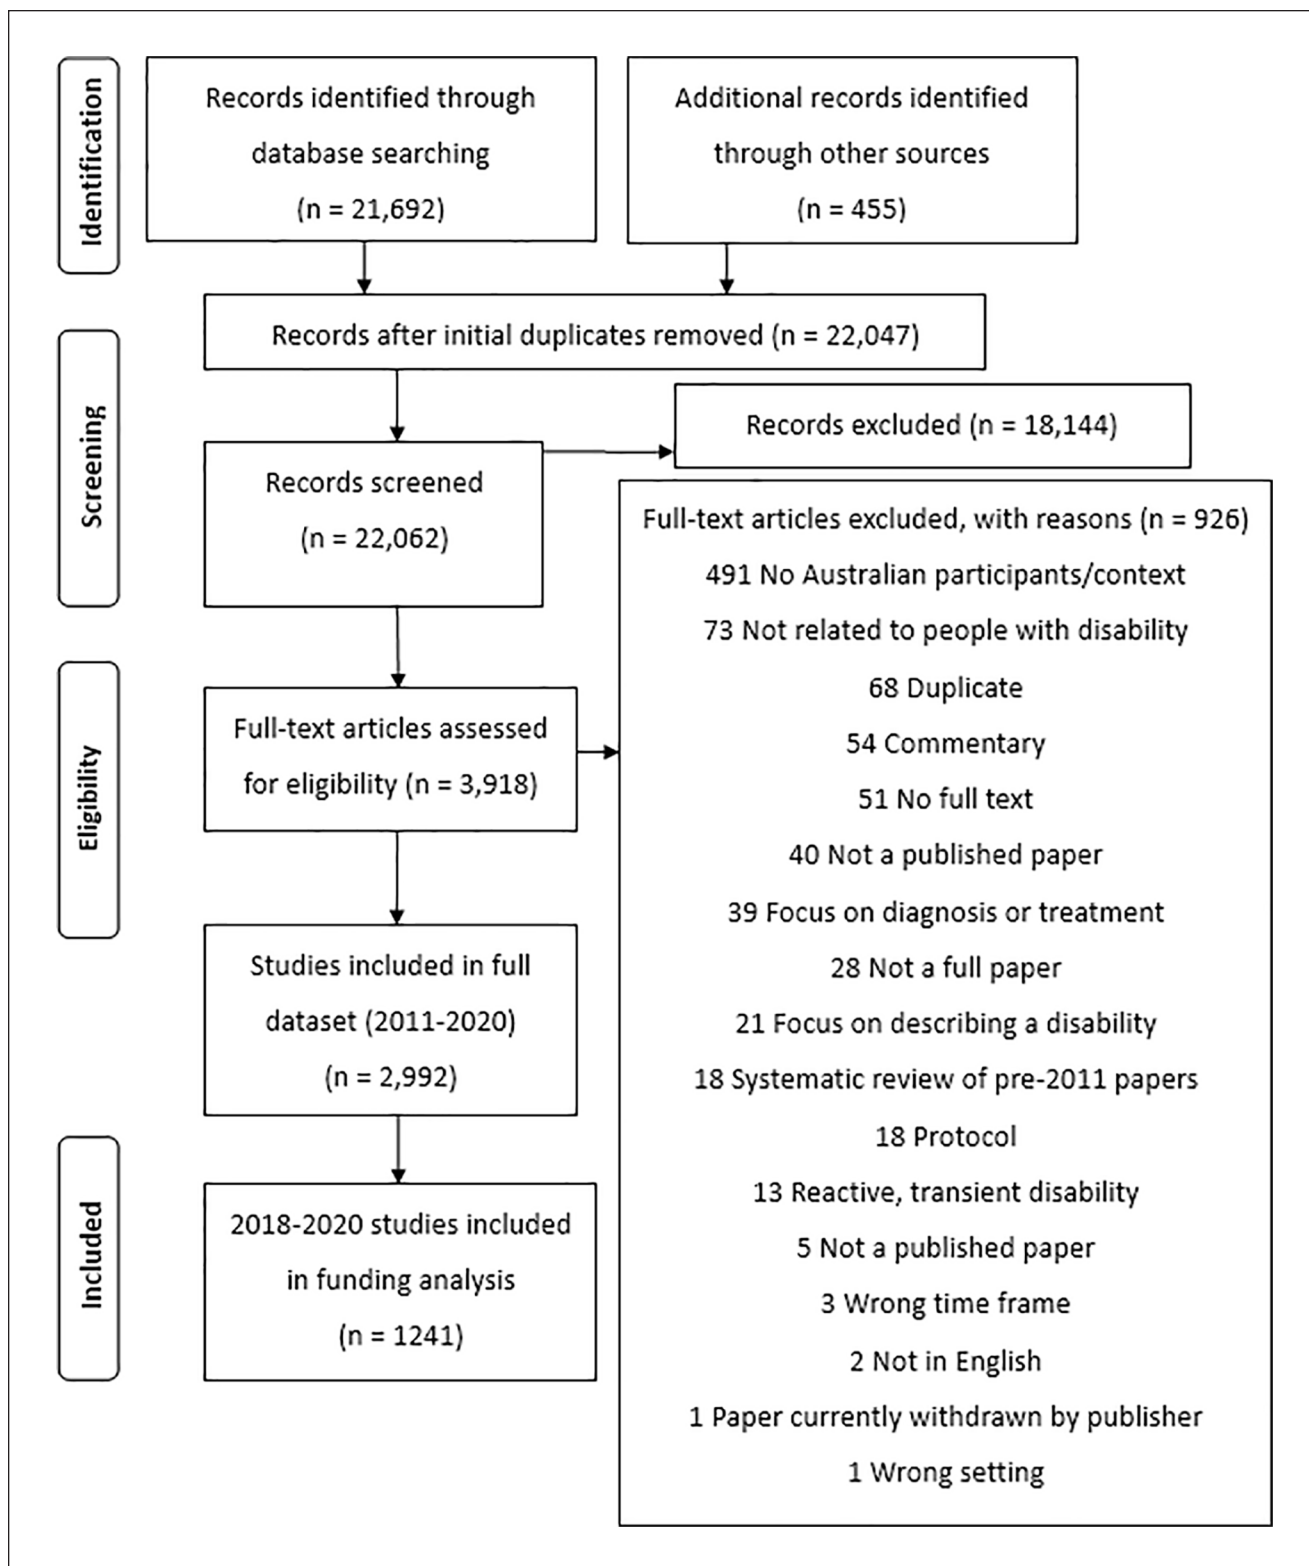 Identification
Records identified through
database searching
(n = 21,692)
Additional records identified
through other sources
(n = 455)
Records after initial duplicates removed (n = 22,047)
Screening
Records excluded (n = 18,144)
Records screened
(n = 22,062)
Full-text articles excluded, with reasons (n = 926)
491 No Australian participants/context
73 Not related to people with disability
68 Duplicate
54 Commentary
51 No full text
40 Not a published paper
39 Focus on diagnosis or treatment
28 Not a full paper
21 Focus on describing a disability
18 Systematic review of pre-2011 papers
18 Protocol
13 Reactive, transient disability
5 Not a published paper
3 Wrong time frame
2 Not in English
1 Paper currently withdrawn by publisher
1 Wrong setting
Eligibility
Full-text articles assessed
for eligibility (n = 3,918)
Studies included in full
dataset (2011-2020)
(n = 2,992)
Included
2018-2020 studies included
in funding analysis
(n = 1241)